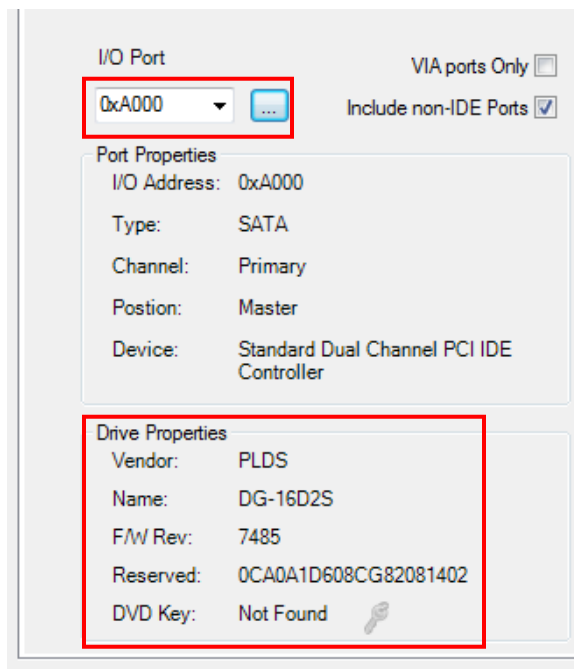 I/O Port
VIA ports Only
0xA000
...
Include non-IDE Ports
Port Properties
I/O Address: 0xA000
Type: SATA
Channel: Primary
Postion: Master
Device: Standard Dual Channel PCI IDE
Controller
Drive Properties
Vendor: PLDS
Name: DG-16D2S
F/W Rev: 7485
Reserved: 0CA0A1D608CG82081402
DVD Key: Not Found